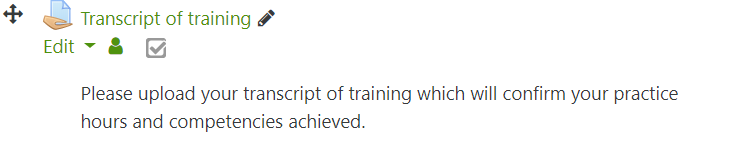 Transcript of training
Edit
Please upload your transcript of training which will confirm your practice
hours and competencies achieved.